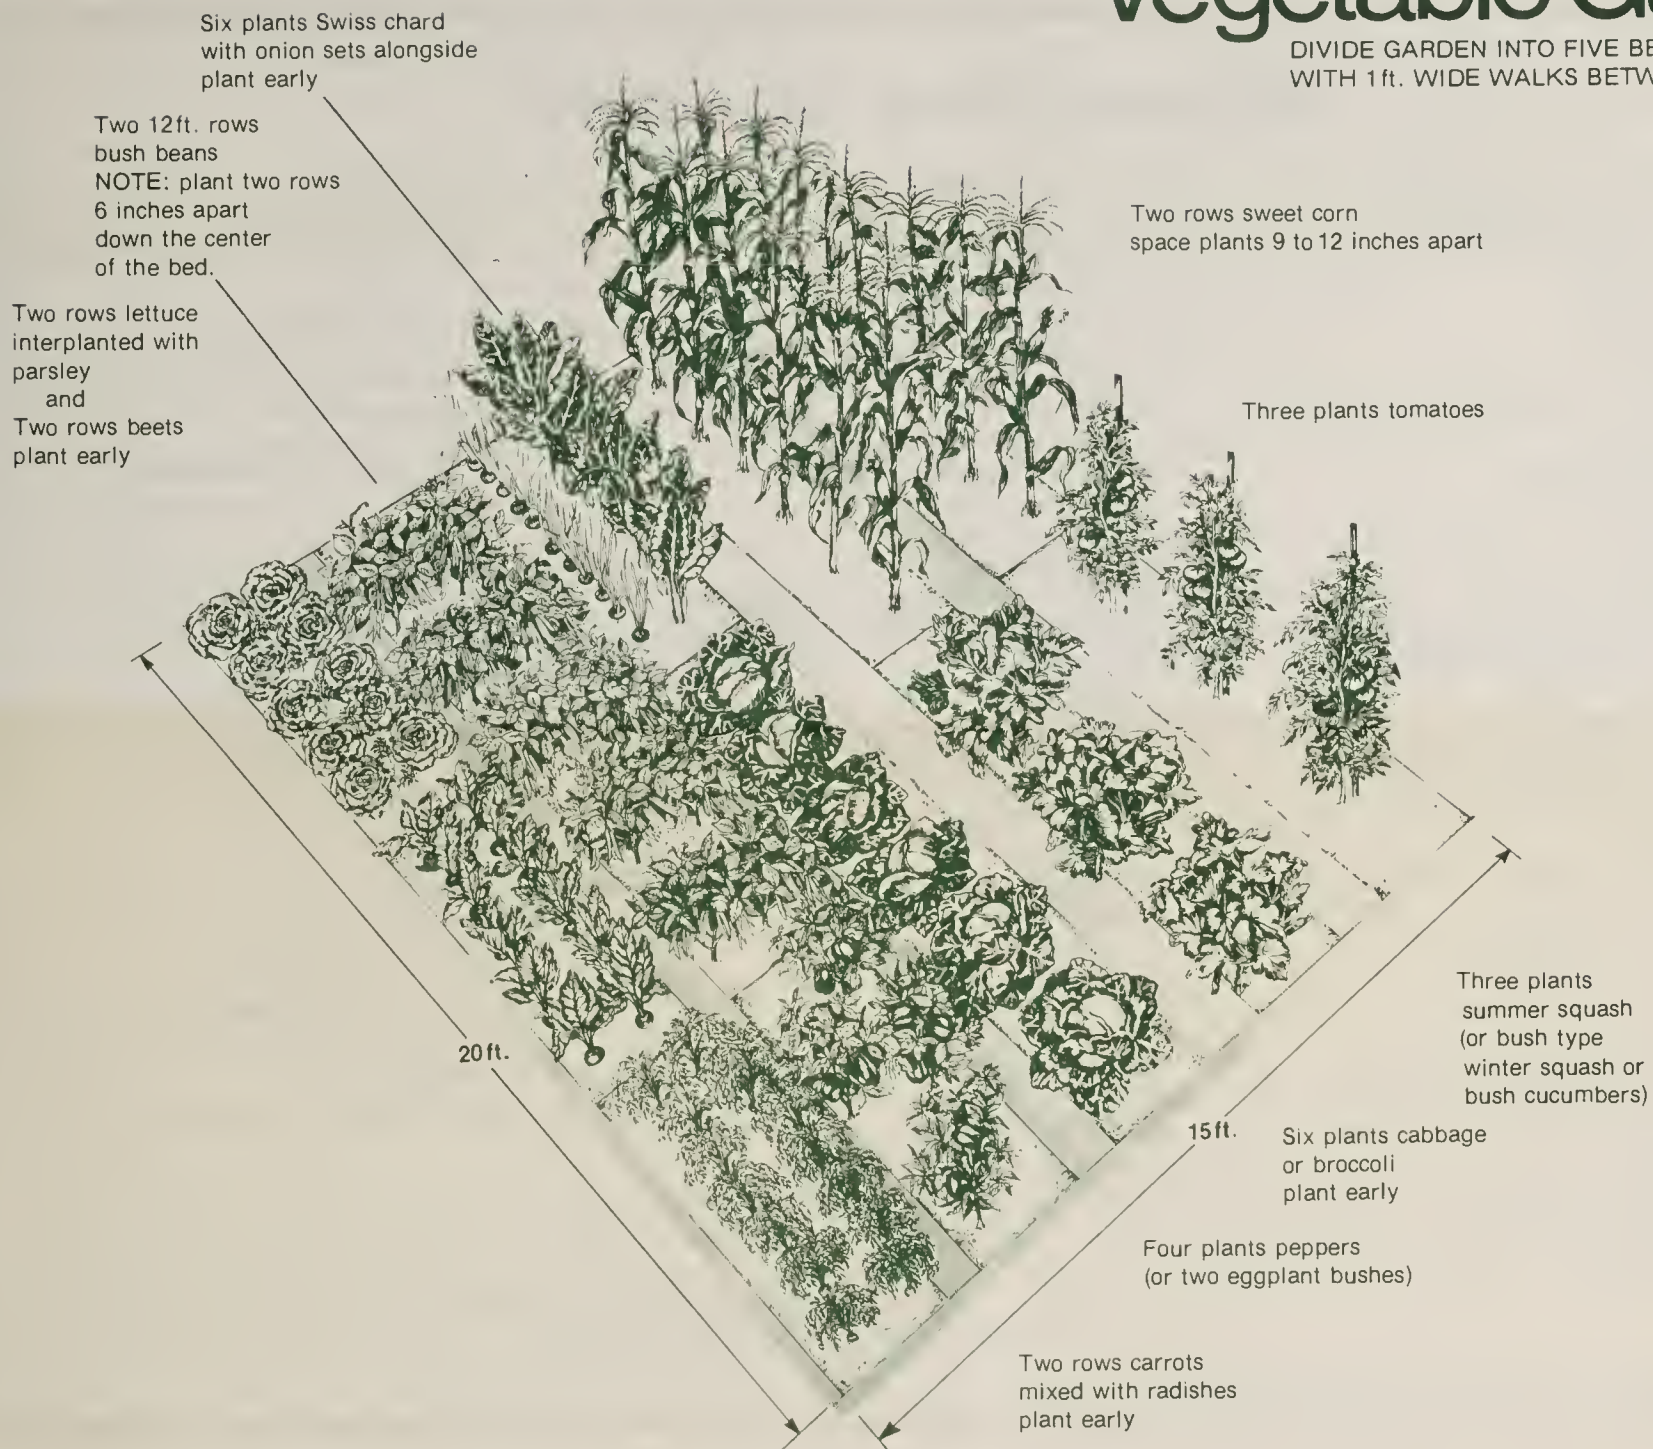 Vegetable
DIVIDE GARDEN INTO FIVE
WITH 1 ft. WIDE WALKS
Six plants Swiss chard
with onion sets alongside
plant early
Two 12ft. rows
bush beans
NOTE: plant two rows
6 inches apart
down the center
of the bed.
Two rows lettuce
interplanted with
parsley
and
Two rows beets
plant early
Two rows sweet corn
space plants 9 to 12 inches apart
Three plants tomatoes
20ft.
15ft.
Three plants
summer squash
(or bush type
winter squash or
bush cucumbers)
Six plants cabbage
or broccoli
plant early
Four plants peppers
(or two eggplant bushes)
Two rows carrots
mixed with radishes
plant early